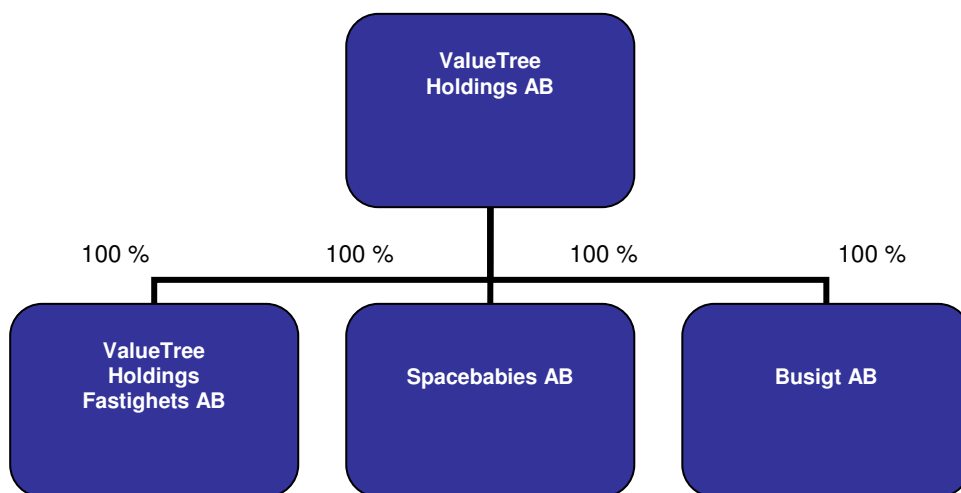 ValueTree
Holdings AB
100 % 100 % 100 % 100 %
ValueTree
Holdings
Fastighets AB
Spacebabies AB
Busigt AB